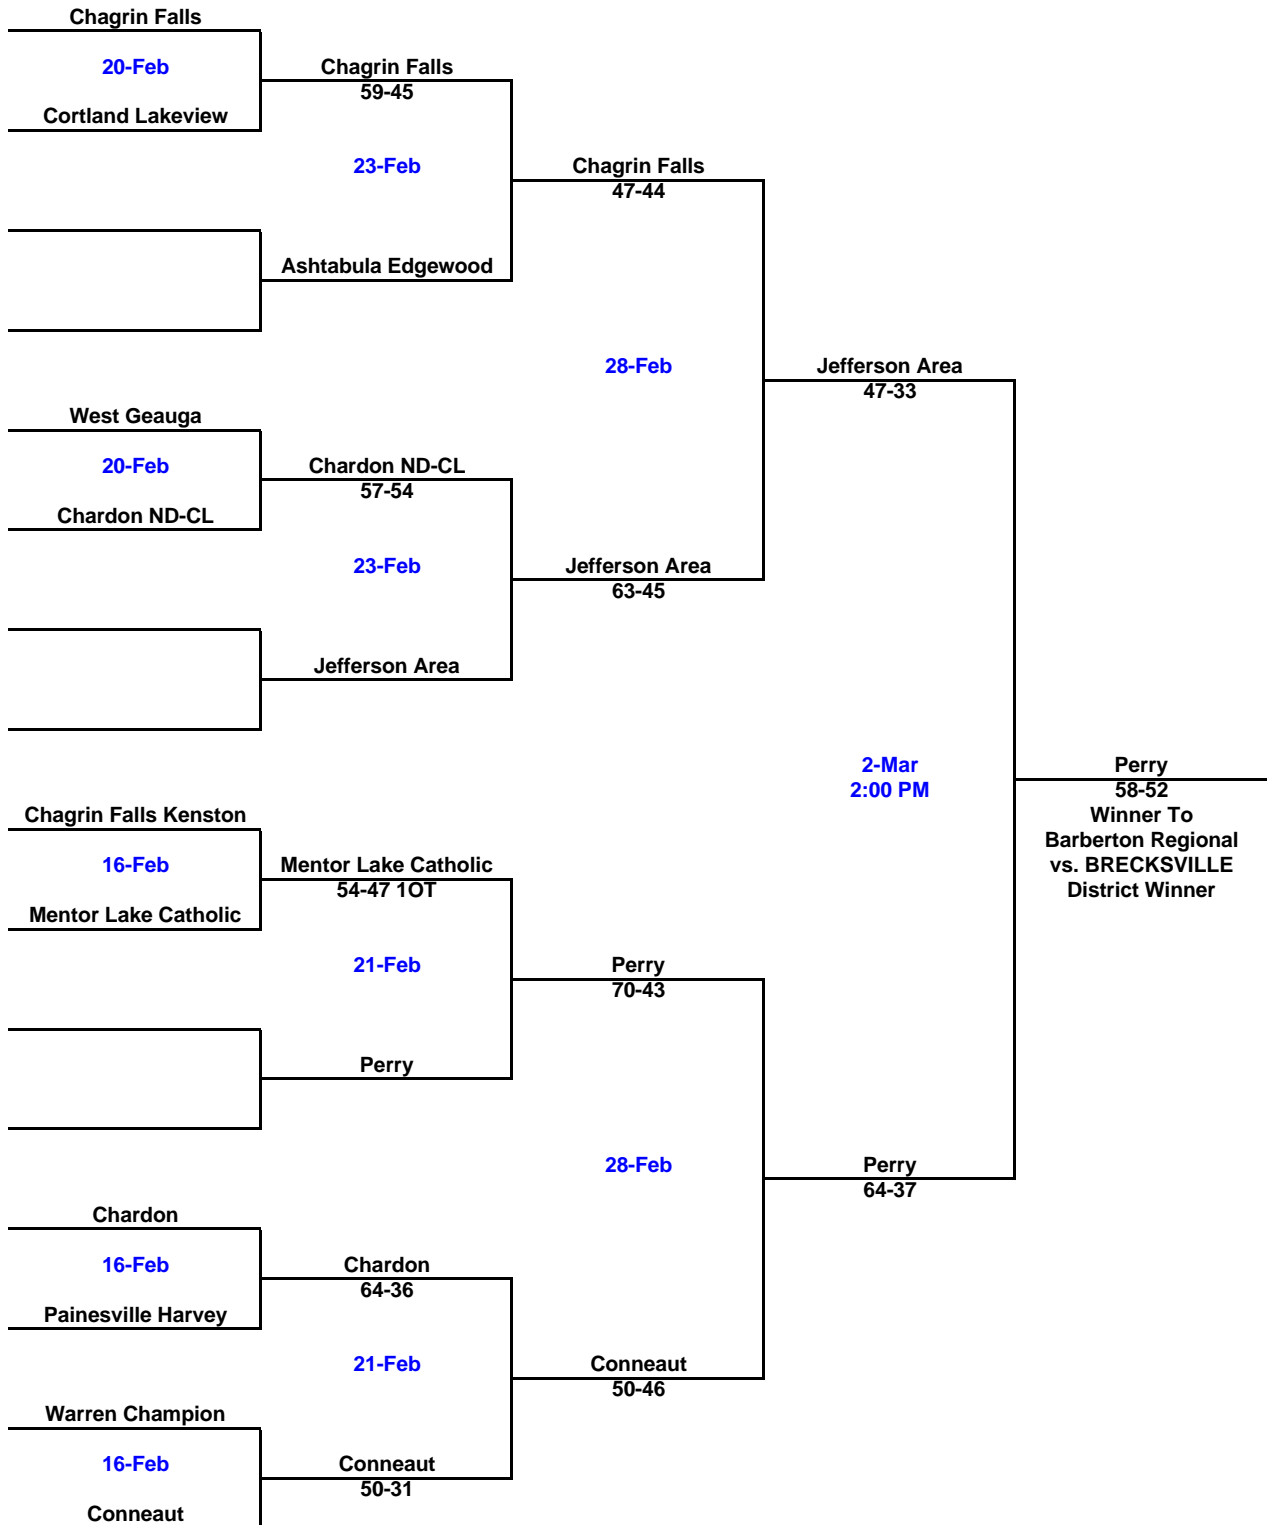 Chagrin Falls
20-Feb
Chagrin Falls
59-45
Cortland Lakeview
23-Feb
Chagrin Falls
47-44
Ashtabula Edgewood
28-Feb
Jefferson Area
47-33
West Geauga
20-Feb
Chardon ND-CL
57-54
Chardon ND-CL
23-Feb
Jefferson Area
63-45
Jefferson Area
2-Mar
2:00 PM
Perry
58-52
Winner To
Barberton Regional
vs. BRECKSVILLE
District Winner
Chagrin Falls Kenston
16-Feb
Mentor Lake Catholic
54-47 1OT
Mentor Lake Catholic
21-Feb
Perry
70-43
Perry
28-Feb
Perry
64-37
Chardon
16-Feb
Chardon
64-36
Painesville Harvey
21-Feb
Conneaut
50-46
Warren Champion
16-Feb
Conneaut
50-31
Conneaut